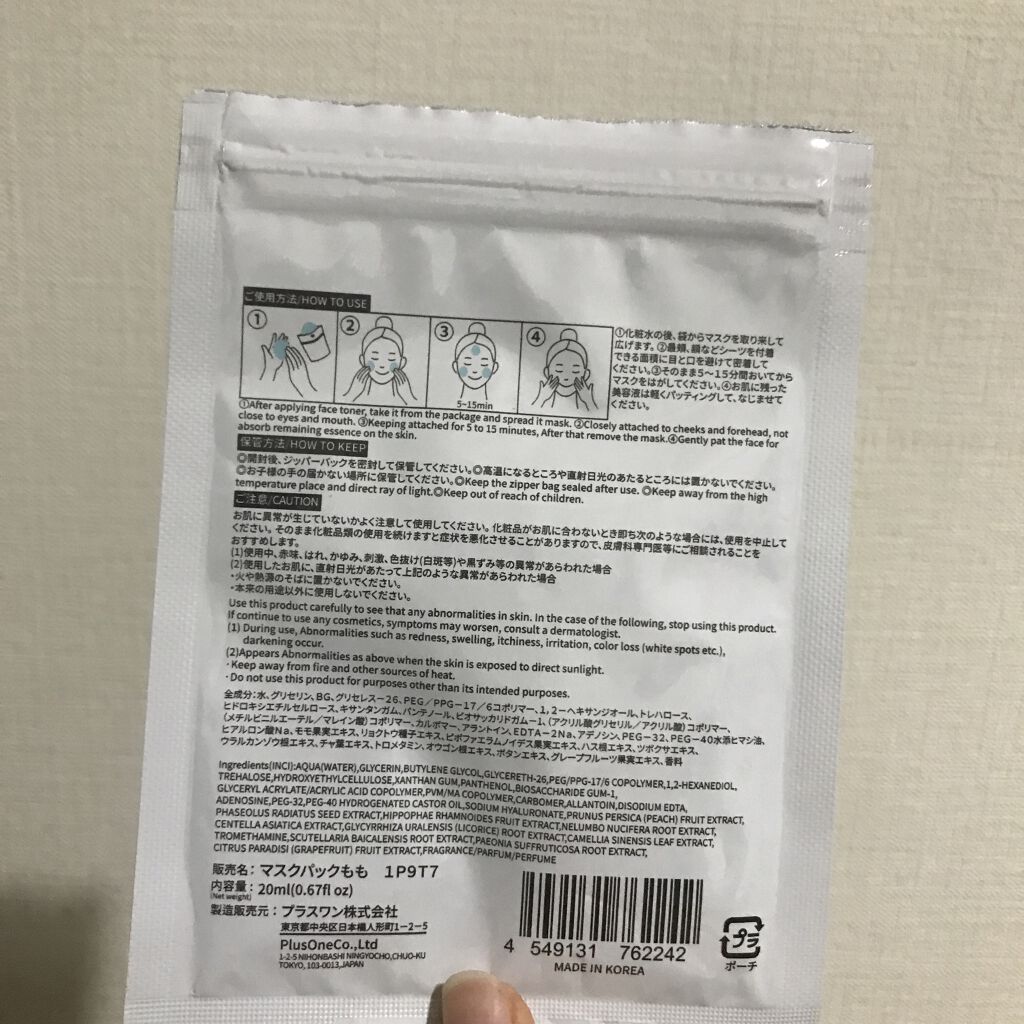 ご使用方法/HOW TO USE
① ② ③ ④
5~15min
①化粧水の後、袋からマスクを取り来して
広げます。②最頬、額などシーツを付着
できる面積に目と口を避けて密着して
ください。③そのまま5〜15分間おいてから
マスクをはがしてください。④お肌に残った
美容液は軽くパッティングして、なじませて
ください。
①After applying face toner, take it from the package and spread it mask. ②Closely attached to cheeks and forehead, not
close to eyes and mouth. ③Keeping attached for 5 to 15 minutes, After that remove the mask.④Gently pat the face for
absorb remaining essence on the skin.
保管方法/HOW TO KEEP
◎開封後、ジッパーパックを密封して保管してください。◎高温になるところや直射日光のあたるところには置かないでください。
◎お子様の手の届かない場所に保管してください。◎Keep the zipper bag sealed after use. ◎Keep away from the high
temperature place and direct ray of light.◎Keep out of reach of children.
ご注意/CAUTION
お肌に異常が生じていないかよく注意して使用してください。化粧品がお肌に合わないとき即ち次のような場合には、使用を中止して
ください。そのまま化粧品類の使用を続けますと症状を悪化させることがありますので、皮膚科専門医等にご相談されることを
おすすめします。
(1)使用中、赤味、はれ、かゆみ、刺激、色抜け(白斑等)や黒ずみ等の異常があらわれた場合
(2)使用したお肌に、直射日光があたって上記のような異常があらわれた場合
・火や熱源のそばに置かないでください。
・本来の用途以外に使用しないでください。
Use this product carefully to see that any abnormalities in skin. In the case of the following, stop using this product.
If continue to use any cosmetics, symptoms may worsen, consult a dermatologist.
(1) During use, Abnormalities such as redness, swelling, itchiness, irritation, color loss (white spots etc.),
darkening occur.
(2)Appears Abnormalities as above when the skin is exposed to direct sunlight.
・Keep away from fire and other sources of heat.
・Do not use this product for purposes other than its intended purposes.
全成分：水、グリセリン、BG、グリセレス－26、PEG／PPG－17／6コポリマー、1，2－ヘキサンジオール、トレハロース、
ヒドロキシエチルセルロース、キサンタンガム、パンテノール、ビオサッカリドガム－1、（アクリル酸グリセリル／アクリル酸）コポリマー、
（メチルビニルエーテル／マレイン酸）コポリマー、カルボマー、アラントイン、EDTA－2Na、アデノシン、PEG－32、PEG－40水添ヒマシ油、
ヒアルロン酸Na、モモ果実エキス、リョクトウ種子エキス、ヒポファエラムノイデス果実エキス、ハス根エキス、ツボクサエキス、
ウラルカンゾウ根エキス、チャ葉エキス、トロメタミン、オウゴン根エキス、ボタンエキス、グレープフルーツ果実エキス、香料
Ingredients(INCI):AQUA(WATER),GLYCERIN,BUTYLENE GLYCOL,GLYCERETH-26,PEG/PPG-17/6 COPOLYMER,1,2-HEXANEDIOL,
TREHALOSE,HYDROXYETHYLCELLULOSE,XANTHAN GUM,PANTHENOL,BIOSACCHARIDE GUM-1,
GLYCERYL ACRYLATE/ACRYLIC ACID COPOLYMER,PVM/MA COPOLYMER,CARBOMER,ALLANTOIN,DISODIUM EDTA,
ADENOSINE,PEG-32,PEG-40 HYDROGENATED CASTOR OIL,SODIUM HYALURONATE,PRUNUS PERSICA (PEACH) FRUIT EXTRACT,
PHASEOLUS RADIATUS SEED EXTRACT,HIPPOPHAE RHAMNOIDES FRUIT EXTRACT,NELUMBO NUCIFERA ROOT EXTRACT,
CENTELLA ASIATICA EXTRACT,GLYCYRRHIZA URALENSIS (LICORICE) ROOT EXTRACT,CAMELLIA SINENSIS LEAF EXTRACT,
TROMETHAMINE,SCUTELLARIA BAICALENSIS ROOT EXTRACT,PAEONIA SUFFRUTICOSA ROOT EXTRACT,
CITRUS PARADISI (GRAPEFRUIT) FRUIT EXTRACT,FRAGRANCE/PARFUM/PERFUME
販売名：マスクパックもも 1P9T7
内容量：20ml(0.67fl oz)
(Net weight)
製造販売元：プラスワン株式会社
東京都中央区日本橋人形町1−2−5
PlusOneCo.,Ltd
1-2-5 NIHONBASHI NINGYOCHO,CHUO-KU
TOKYO, 103-0013,JAPAN
4 549131 762242
MADE IN KOREA
プラ
ポーチ